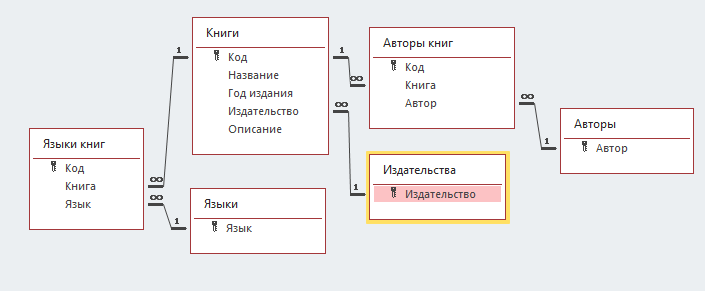 Книги
Код
Название
Год издания
Издательство
Описание
Авторы книг
Код
Книга
Автор
Авторы
Автор
Языки книг
Код
Книга
Язык
Языки
Язык
Издательства
Издательство
1
1
∞
∞
∞
1
1
∞
∞
1